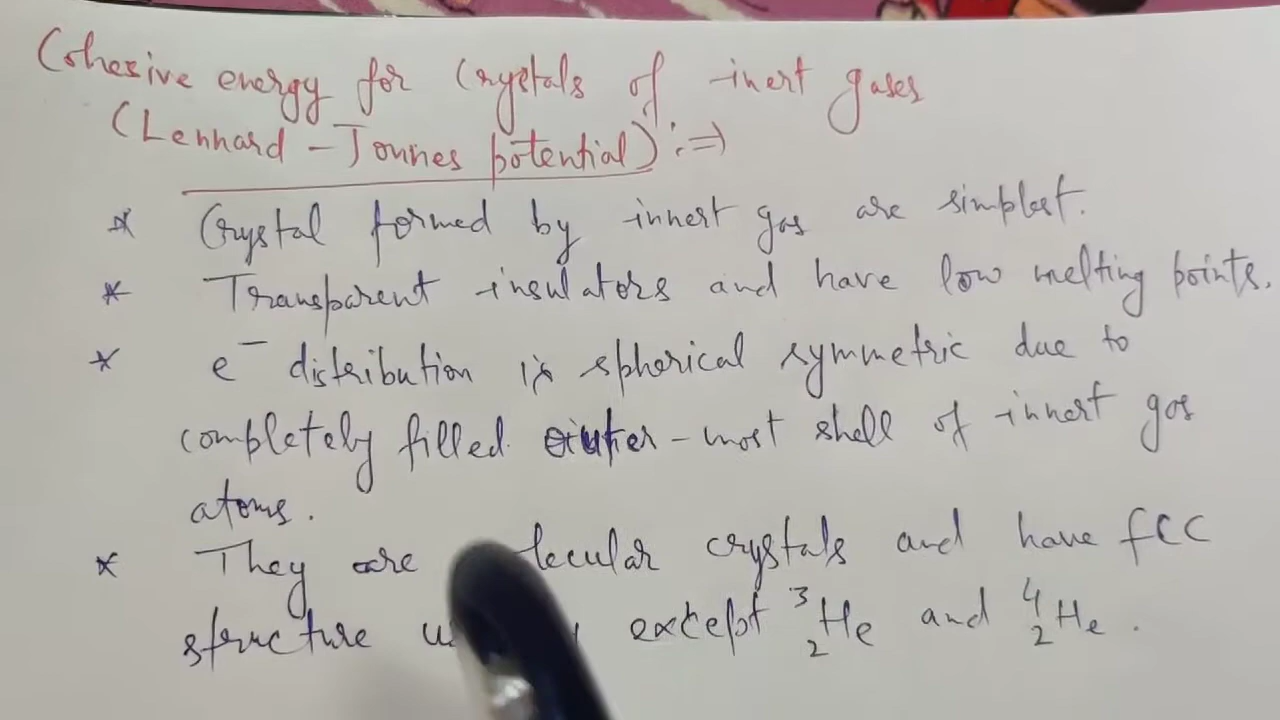 Cohesive energy for Crystals of inert gases
(Lennard - Jonnes potential) :⇒
* Crystal formed by innert gas are simplest.
* Transparent insulators and have low melting points.
* e⁻ distribution is spherical symmetric due to
completely filled outer-most shell of innert gas
atoms.
* They are lecular crystals and have fCC
structure except ³₂He and ⁴₂He.